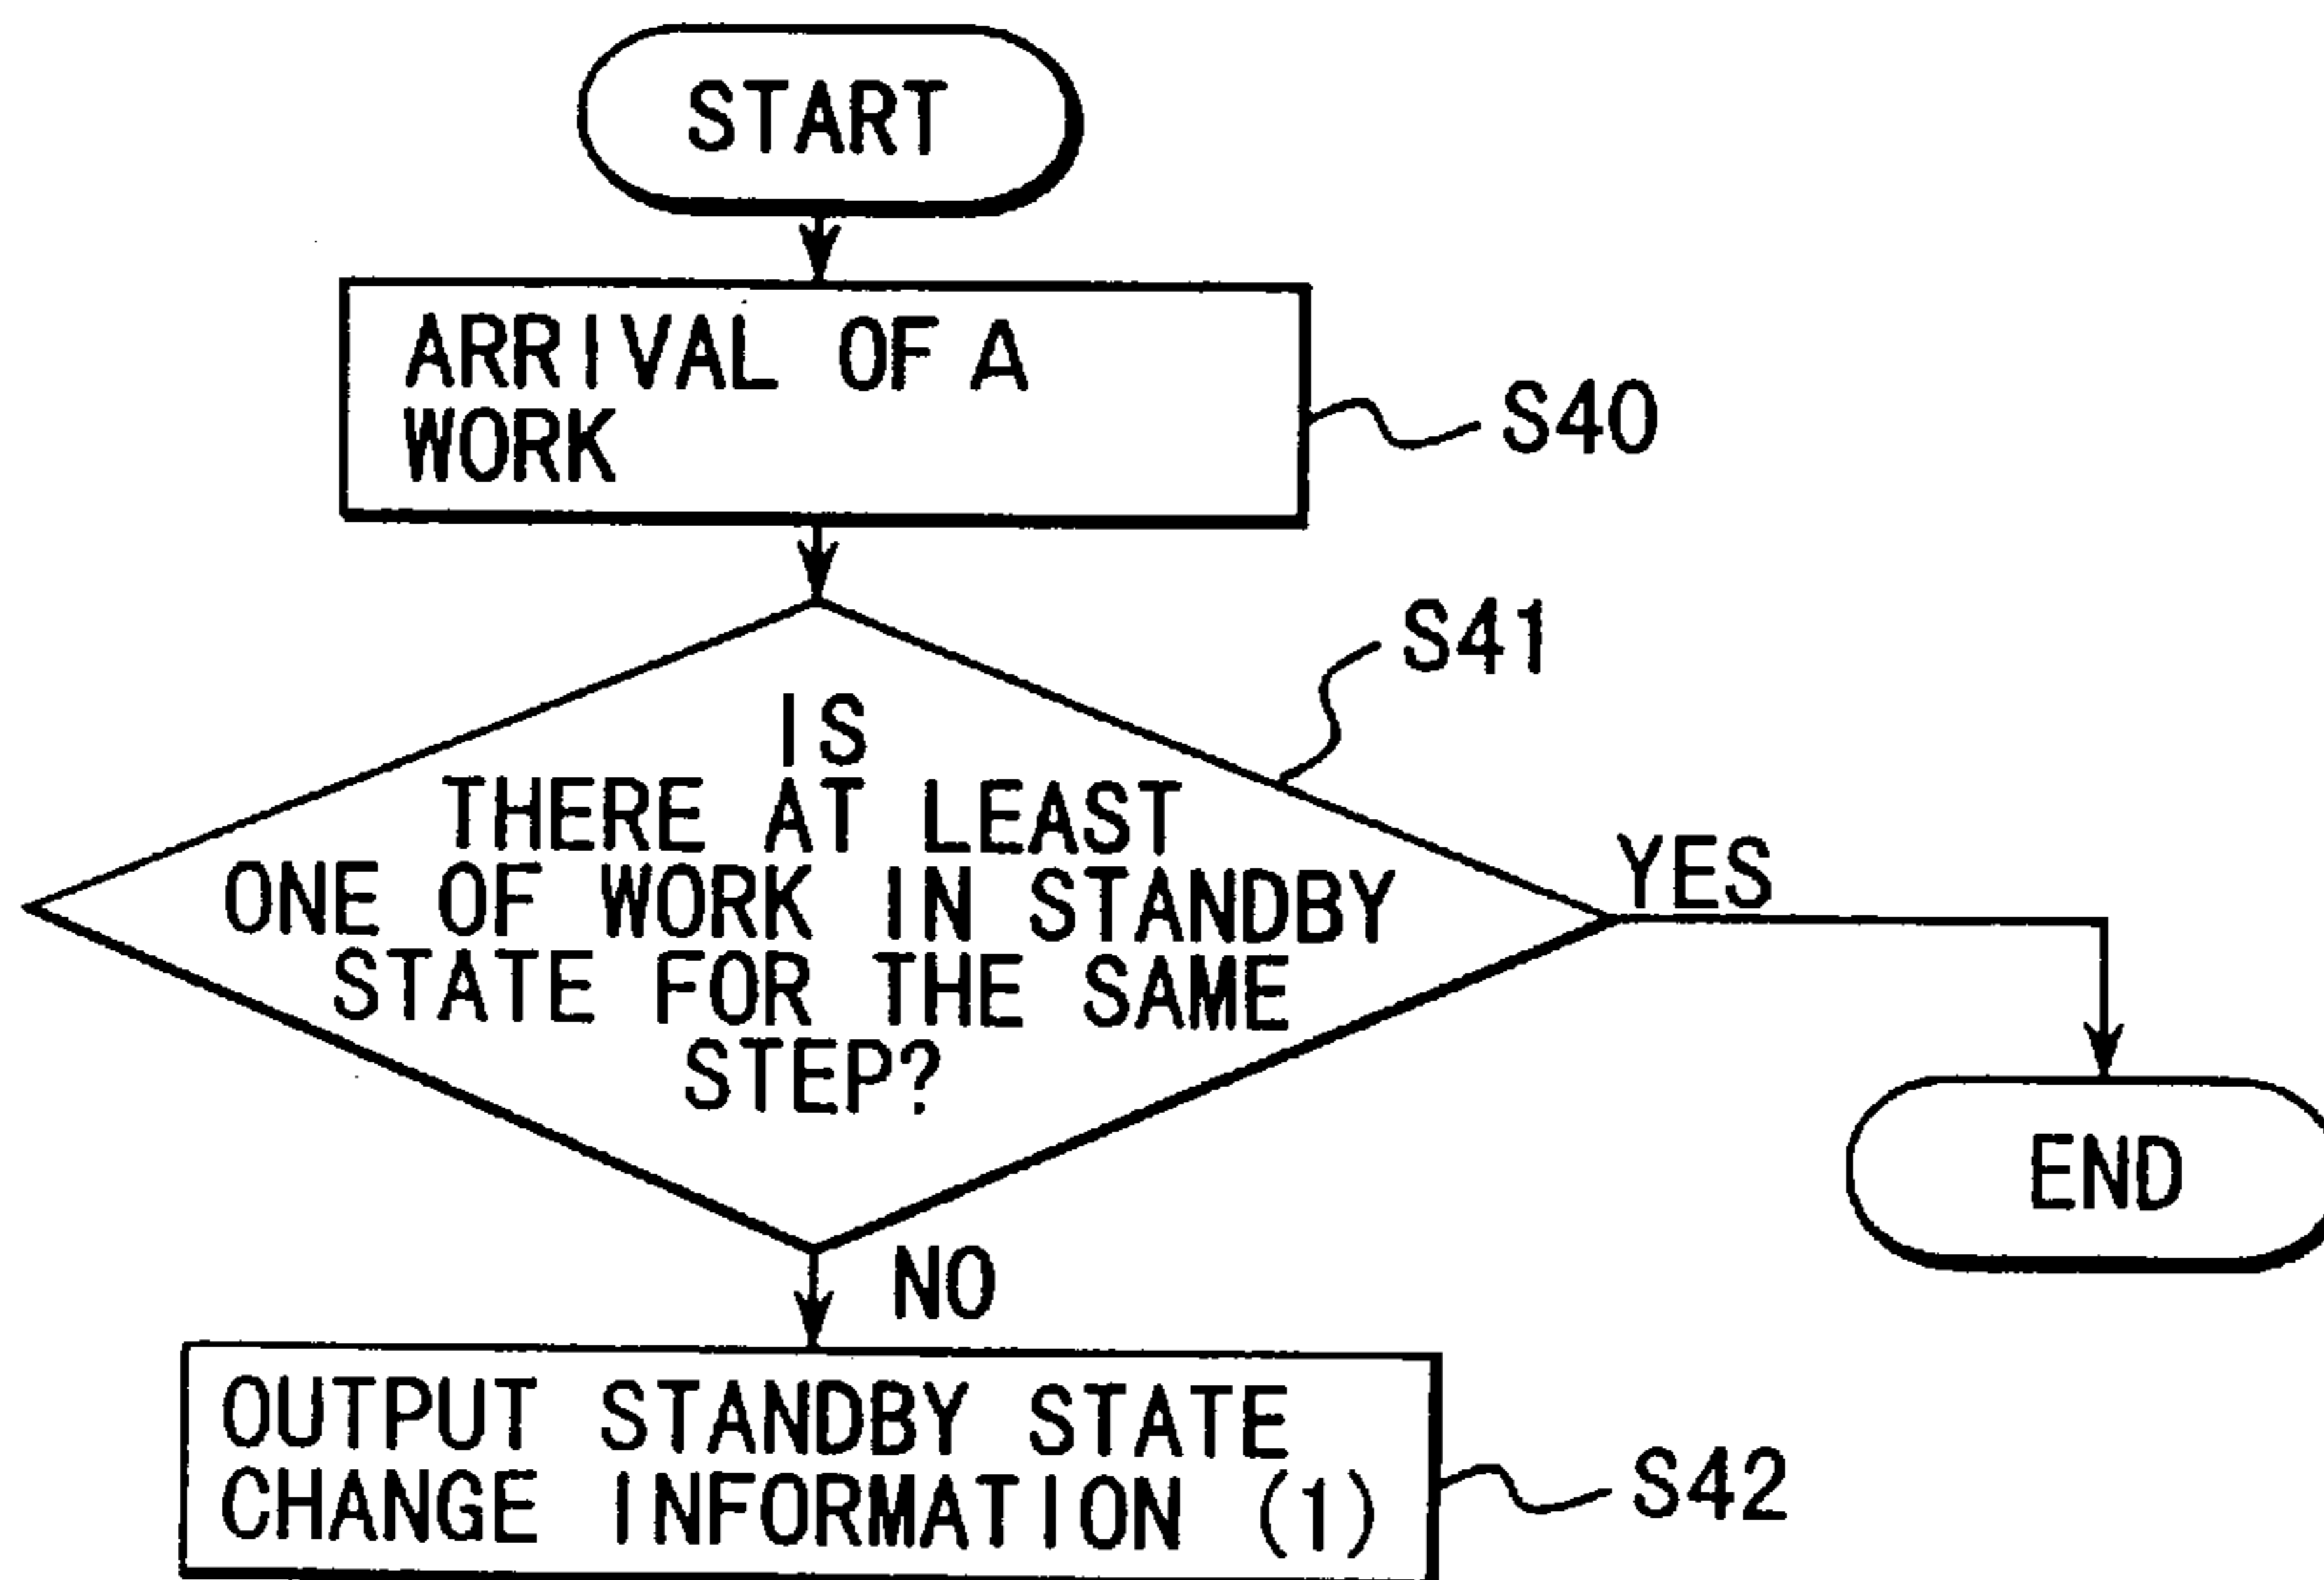 START
ARRIVAL OF A
WORK
S40
S41
IS
THERE AT LEAST
ONE OF WORK IN STANDBY
STATE FOR THE SAME
STEP?
YES
END
NO
OUTPUT STANDBY STATE
CHANGE INFORMATION (1)
S42